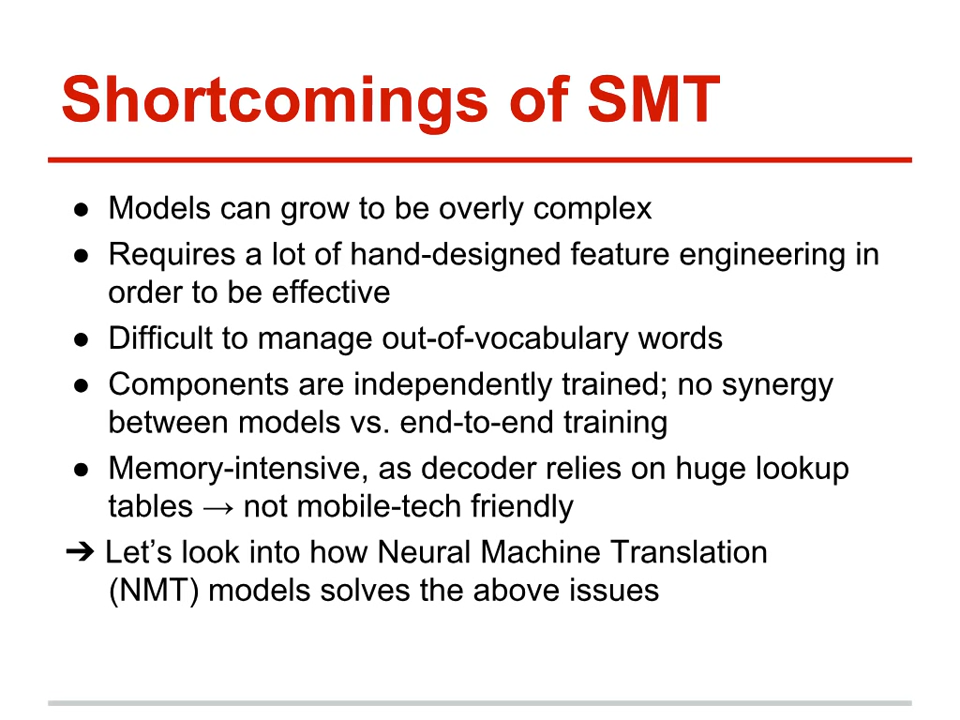 Shortcomings of SMT
● Models can grow to be overly complex
● Requires a lot of hand-designed feature engineering in
order to be effective
● Difficult to manage out-of-vocabulary words
● Components are independently trained; no synergy
between models vs. end-to-end training
● Memory-intensive, as decoder relies on huge lookup
tables → not mobile-tech friendly
➔ Let’s look into how Neural Machine Translation
(NMT) models solves the above issues